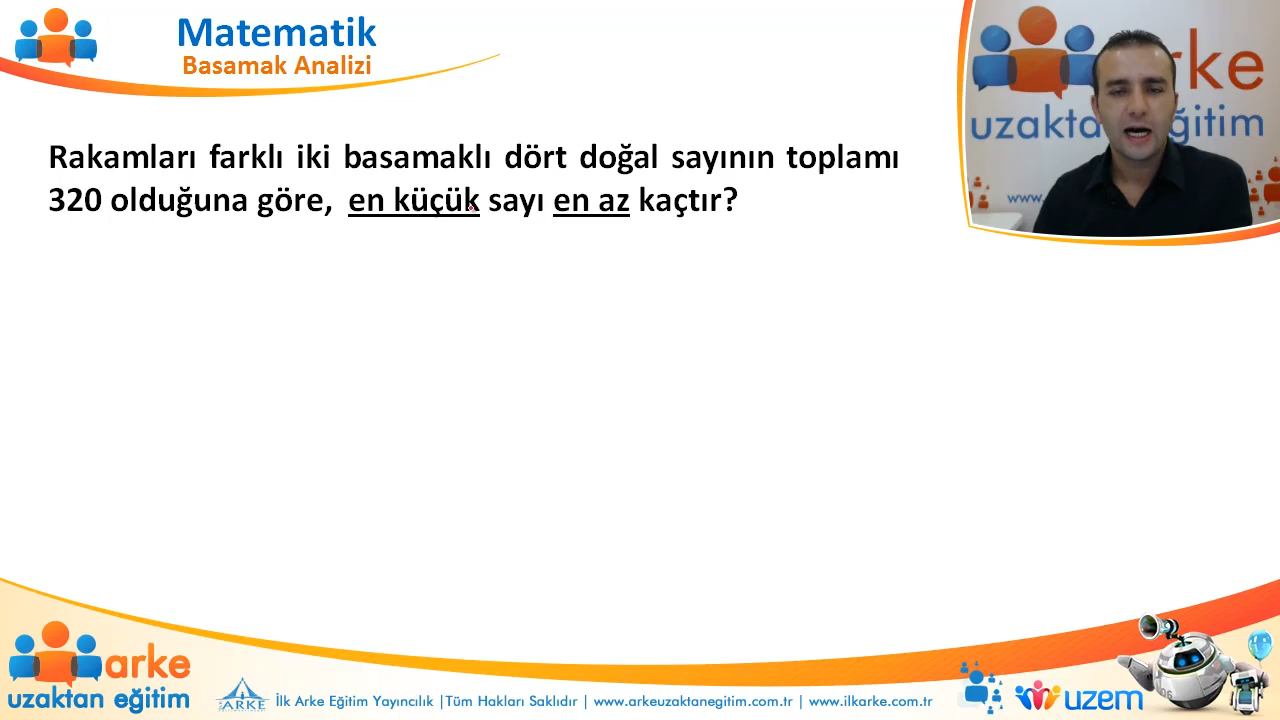 Matematik
Basamak Analizi
Rakamları farklı iki basamaklı dört doğal sayının toplamı
320 olduğuna göre, en küçük sayı en az kaçtır?
rke
uzaktan eğitim
www.
arke
uzaktan eğitim
ARKE
İlk Arke Eğitim Yayıncılık |Tüm Hakları Saklıdır | www.arkeuzaktanegitim.com.tr | www.ilkarke.com.tr
uzem